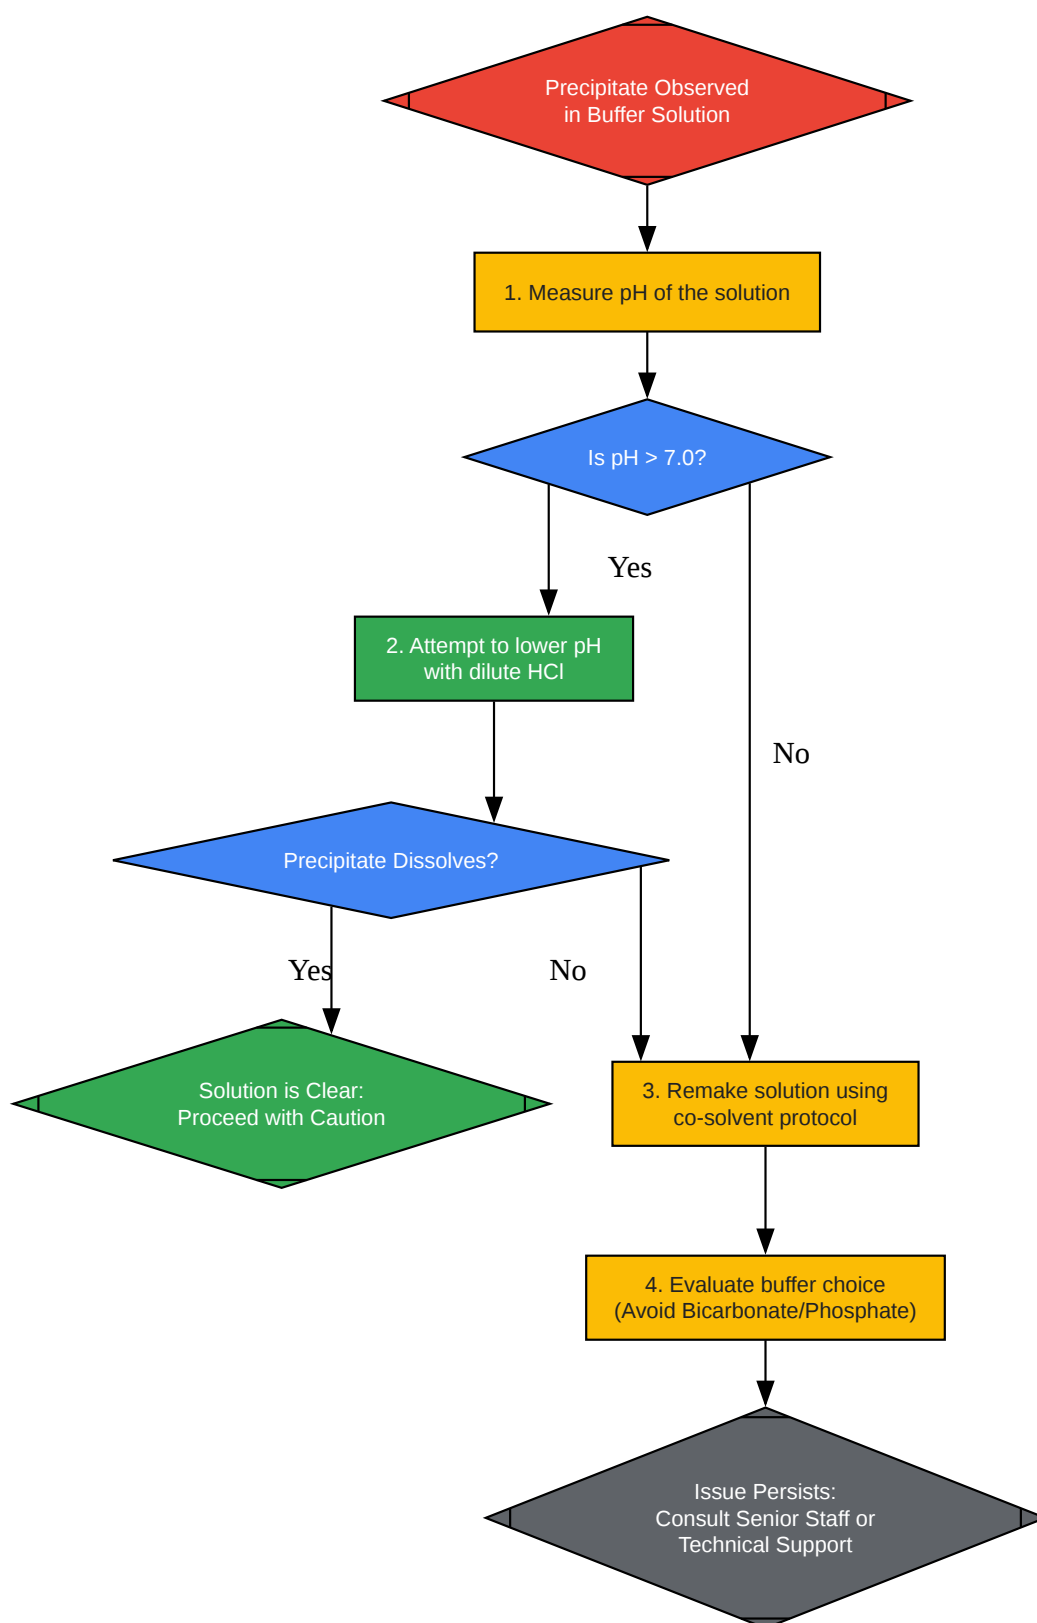 Precipitate Observed
in Buffer Solution
1. Measure pH of the solution
Is pH > 7.0?
Yes
2. Attempt to lower pH
with dilute HCl
No
Precipitate Dissolves?
Yes
No
Solution is Clear:
Proceed with Caution
3. Remake solution using
co-solvent protocol
4. Evaluate buffer choice
(Avoid Bicarbonate/Phosphate)
Issue Persists:
Consult Senior Staff or
Technical Support